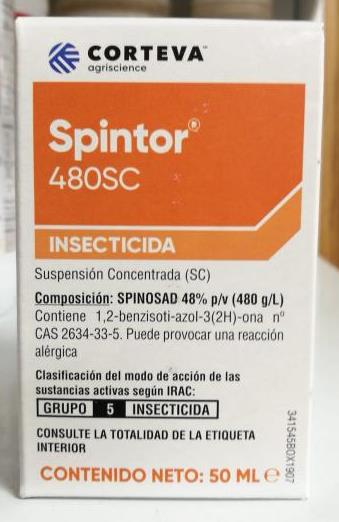 CORTEVA™
agriscience
Spintor®
480SC
INSECTICIDA
Suspensión Concentrada (SC)
Composición: SPINOSAD 48% p/v (480 g/L)
Contiene 1,2-benzisoti-azol-3(2H)-ona nº
CAS 2634-33-5. Puede provocar una reacción
alérgica
Clasificación del modo de acción de las
sustancias activas según IRAC:
GRUPO 5 INSECTICIDA
CONSULTE LA TOTALIDAD DE LA ETIQUETA
INTERIOR
CONTENIDO NETO: 50 ML e
3415458OX1907